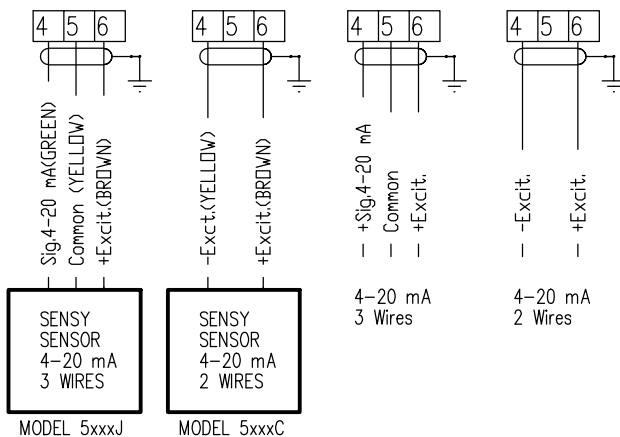 4 5 6
Sig.4-20 mA(GREEN)
Common (YELLOW)
+Excit.(BROWN)
SENSY
SENSOR
4-20 mA
3 WIRES
MODEL 5xxxJ
4 5 6
-Exct.(YELLOW)
+Excit.(BROWN)
SENSY
SENSOR
4-20 mA
2 WIRES
MODEL 5xxxC
4 5 6
+Sig.4-20 mA
Common
+Excit.
4-20 mA
3 Wires
4 5 6
-Excit.
+Excit.
4-20 mA
2 Wires